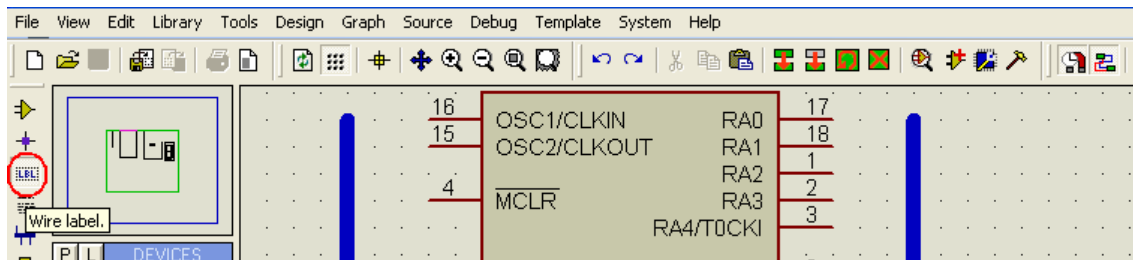 File View Edit Library Tools Design Graph Source Debug Template System Help
LBL
Wire label.
P L DEVICES
16 OSC1/CLKIN RA0 17
15 OSC2/CLKOUT RA1 18
RA2 1
4 MCLR RA3 2
RA4/T0CKI 3